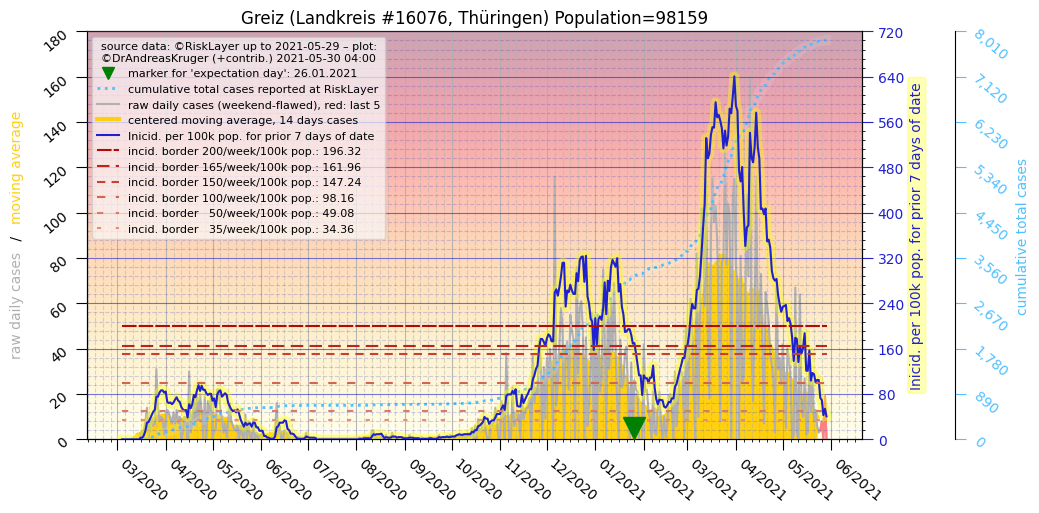 Greiz (Landkreis #16076, Thüringen) Population=98159
source data: ©RiskLayer up to 2021-05-29 – plot:
©DrAndreasKruger (+contrib.) 2021-05-30 04:00
marker for 'expectation day': 26.01.2021
cumulative total cases reported at RiskLayer
raw daily cases (weekend-flawed), red: last 5
centered moving average, 14 days cases
Inicid. per 100k pop. for prior 7 days of date
incid. border 200/week/100k pop.: 196.32
incid. border 165/week/100k pop.: 161.96
incid. border 150/week/100k pop.: 147.24
incid. border 100/week/100k pop.: 98.16
incid. border   50/week/100k pop.: 49.08
incid. border   35/week/100k pop.: 34.36
raw daily cases / moving average
180
160
140
120
100
80
60
40
20
0
720
640
560
480
400
320
240
160
80
0
Inicid. per 100k pop. for prior 7 days of date
8,010
7,120
6,230
5,340
4,450
3,560
2,670
1,780
890
0
cumulative total cases
03/2020
04/2020
05/2020
06/2020
07/2020
08/2020
09/2020
10/2020
11/2020
12/2020
01/2021
02/2021
03/2021
04/2021
05/2021
06/2021